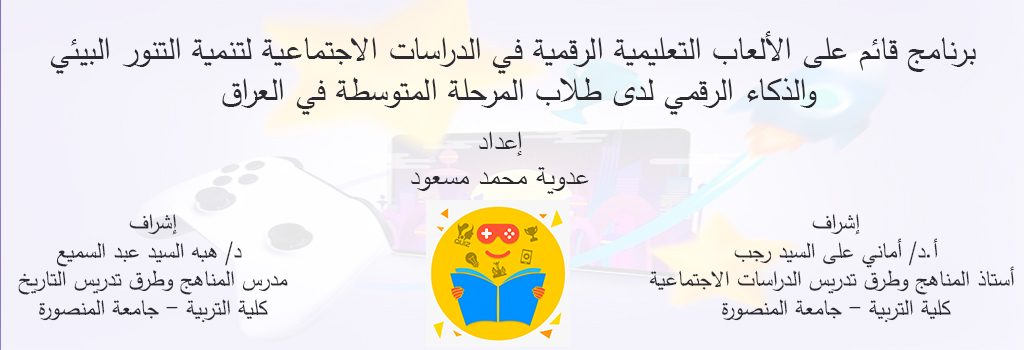 برنامج قائم على الألعاب التعليمية الرقمية في الدراسات الاجتماعية لتنمية التنور البيئي
والذكاء الرقمي لدى طلاب المرحلة المتوسطة في العراق
إعداد
عدوية محمد مسعود
إشراف
أ.د/ أماني على السيد رجب
أستاذ المناهج وطرق تدريس الدراسات الاجتماعية
كلية التربية – جامعة المنصورة
إشراف
د/ هبه السيد عبد السميع
مدرس المناهج وطرق تدريس التاريخ
كلية التربية – جامعة المنصورة
QUIZ